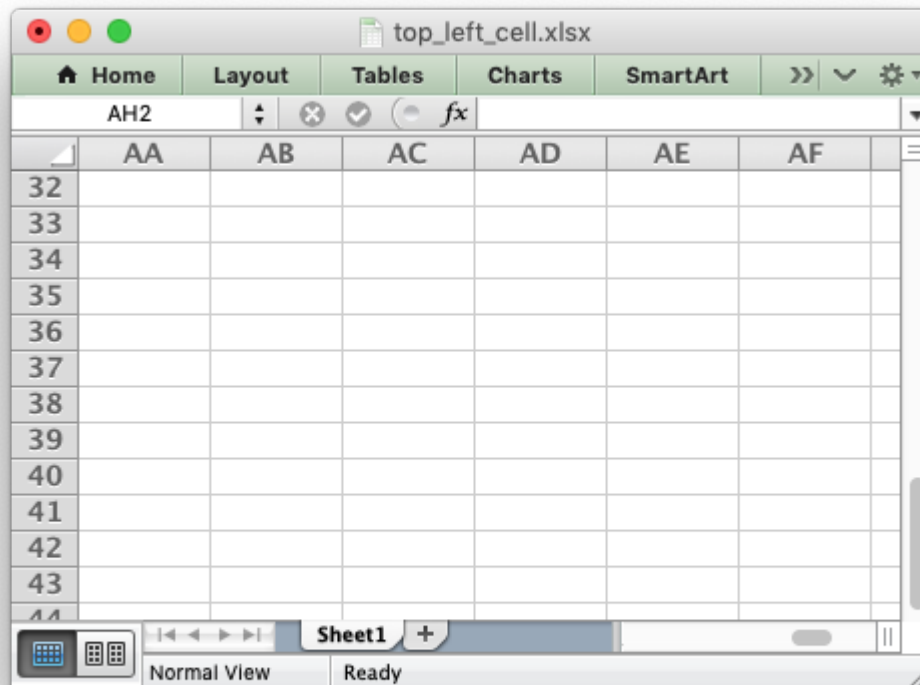 top_left_cell.xlsx
Home Layout Tables Charts SmartArt
AH2 fx
AA AB AC AD AE AF
32
33
34
35
36
37
38
39
40
41
42
43
44
Sheet1 +
Normal View Ready